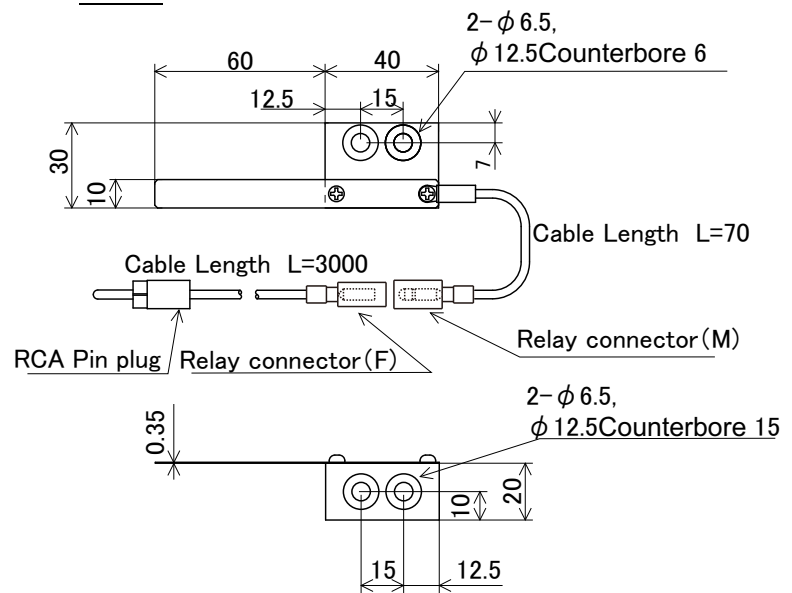 2-φ6.5,
φ12.5Counterbore 6
60
40
12.5
15
30
10
7
Cable Length L=70
Cable Length L=3000
RCA Pin plug
Relay connector(F)
Relay connector(M)
2-φ6.5,
φ12.5Counterbore 15
0.35
10
20
15
12.5